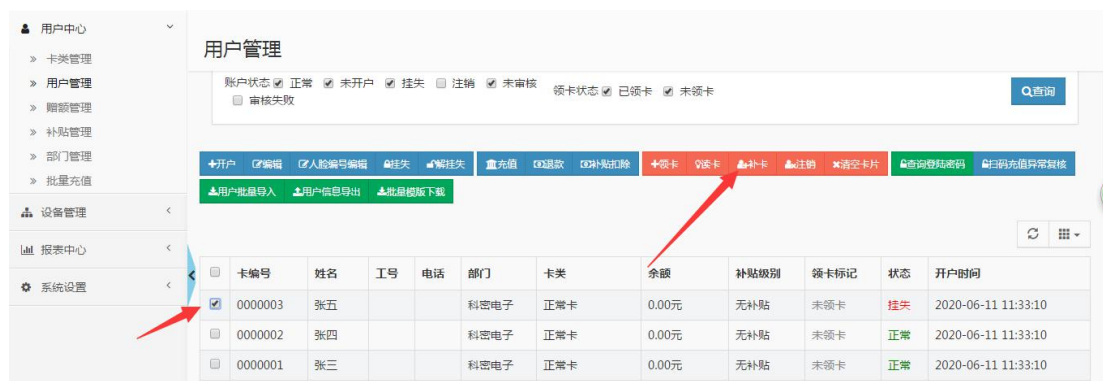 用户中心
卡类管理
用户管理
赠额管理
补贴管理
部门管理
批量充值
设备管理
报表中心
系统设置
用户管理
账户状态 正常 未开户 挂失 注销 未审核
审核失败
领卡状态 已领卡 未领卡
查询
开户 编辑 人脸编号编辑 挂失 解挂失 充值 退款 补贴扣除 领卡 读卡 补卡 注销 清空卡片 查询登陆密码 扫码充值异常复核
用户批量导入 用户信息导出 批量模版下载
卡编号 姓名 工号 电话 部门 卡类 余额 补贴级别 领卡标记 状态 开户时间
0000003 张五 科密电子 正常卡 0.00元 无补贴 未领卡 挂失 2020-06-11 11:33:10
0000002 张四 科密电子 正常卡 0.00元 无补贴 未领卡 正常 2020-06-11 11:33:10
0000001 张三 科密电子 正常卡 0.00元 无补贴 未领卡 正常 2020-06-11 11:33:10